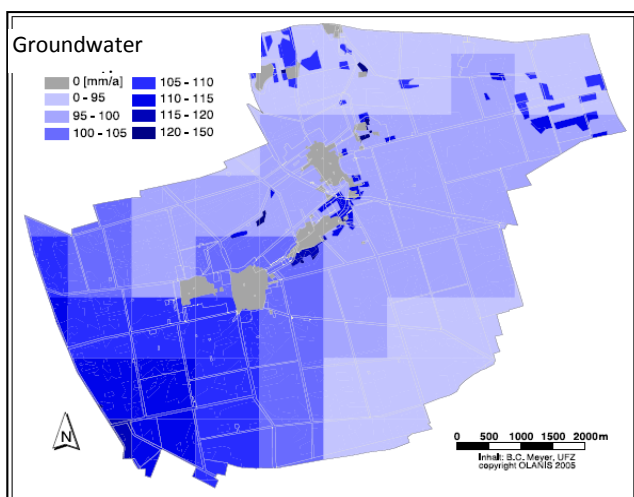 Groundwater
0 [mm/a]
0 - 95
95 - 100
100 - 105
105 - 110
110 - 115
115 - 120
120 - 150
N
0 500 1000 1500 2000m
Inhalt: B.C. Meyer, UFZ
copyright OLANIS 2005